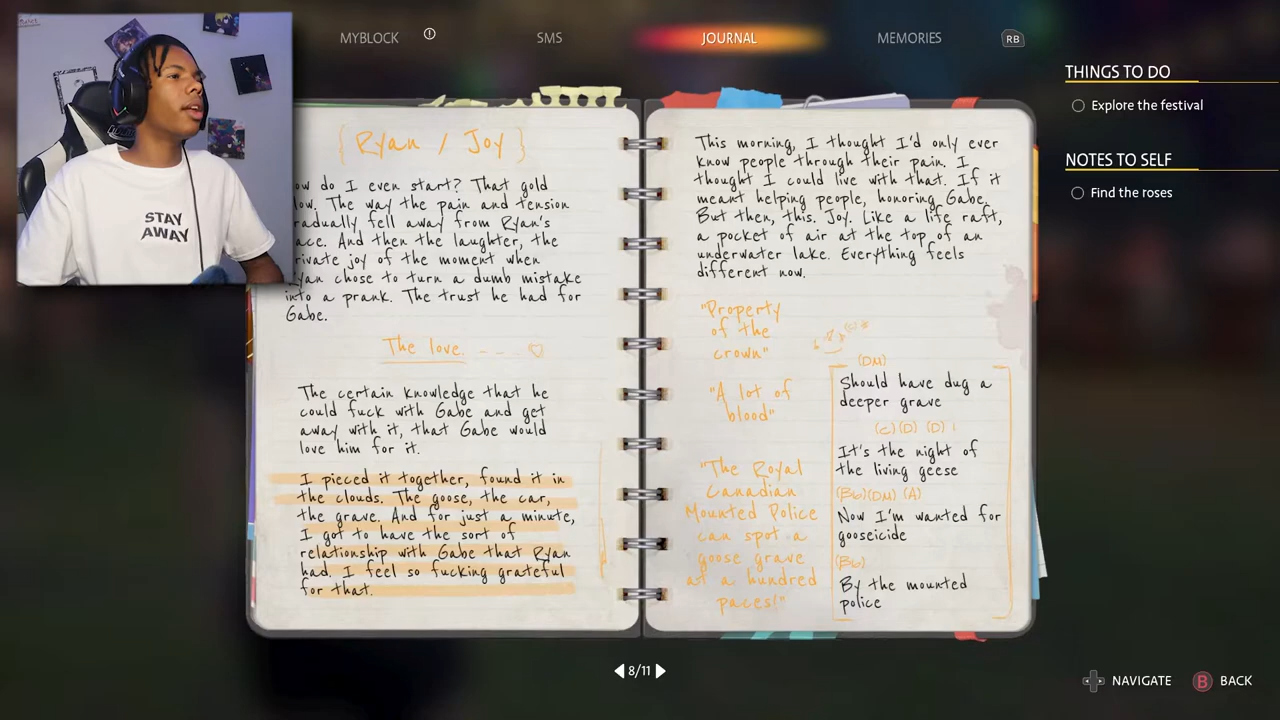 MYBLOCK
SMS
JOURNAL
MEMORIES
RB
THINGS TO DO
Explore the festival
NOTES TO SELF
Find the roses
STAY
AWAY
{ Ryan / Joy }
ow do I even start? That gold
low. The way the pain and tension
radually fell away from Ryan's
ace. And then the laughter, the
rivate joy of the moment when
yan chose to turn a dumb mistake
into a prank. The trust he had for
Gabe.
The love. - - - -
The certain knowledge that he
could fuck with Gabe and get
away with it, that Gabe would
love him for it.
I pieced it together, found it in
the clouds. The goose, the car,
the grave. And for just a minute,
I got to have the sort of
relationship with Gabe that Ryan
had. I feel so fucking grateful
for that.
This morning, I thought I'd only ever
know people through their pain. I
thought I could live with that. If it
meant helping people, honoring Gabe.
But then, this. Joy. Like a life raft,
a pocket of air at the top of an
underwater lake. Everything feels
different now.
"Property
of the
crown"
"A lot of
blood"
"The Royal
Canadian
Mounted Police
can spot a
goose grave
at a hundred
paces!"
(DM)
Should have dug a
deeper grave
(C) (D) (D)
It's the night of
the living geese
(Bb) (DM) (A)
Now I'm wanted for
gooseicide
(Bb)
By the mounted
police
8/11
NAVIGATE
B BACK